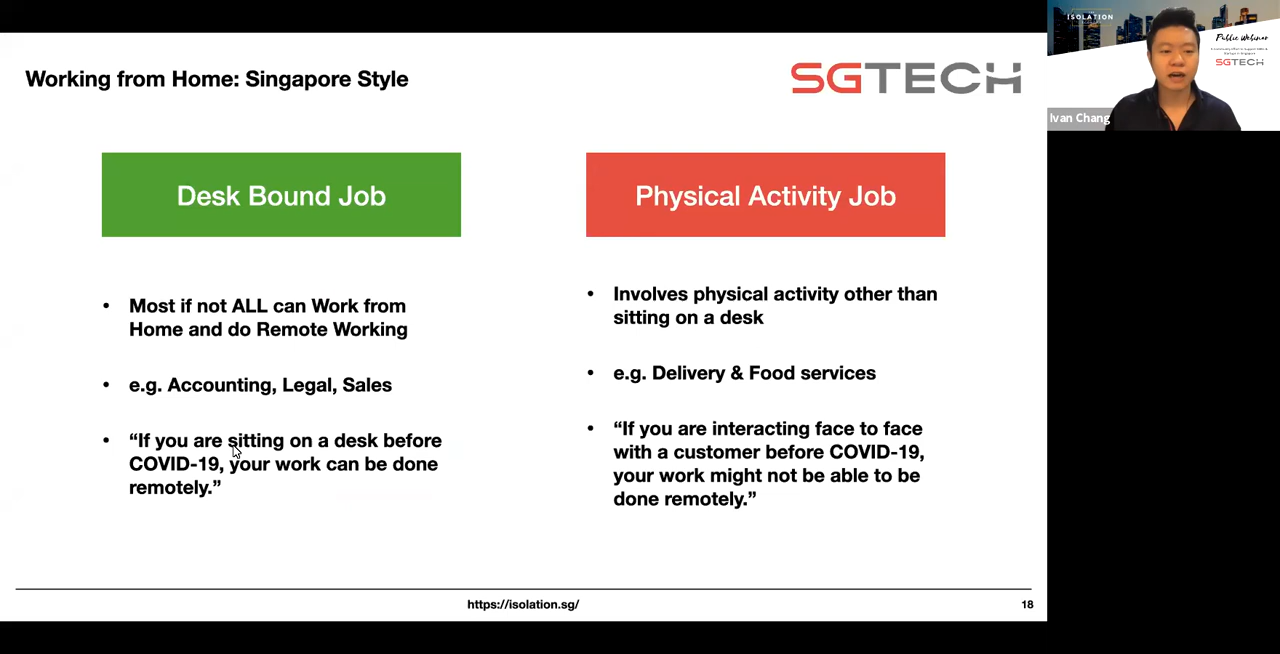 Working from Home: Singapore Style
SGTECH
Desk Bound Job
• Most if not ALL can Work from
Home and do Remote Working
• e.g. Accounting, Legal, Sales
• “If you are sitting on a desk before
COVID-19, your work can be done
remotely.”
Physical Activity Job
• Involves physical activity other than
sitting on a desk
• e.g. Delivery & Food services
• “If you are interacting face to face
with a customer before COVID-19,
your work might not be able to be
done remotely.”
https://isolation.sg/
18
ISOLATION
Public Webinar
SGTECH
Ivan Chang